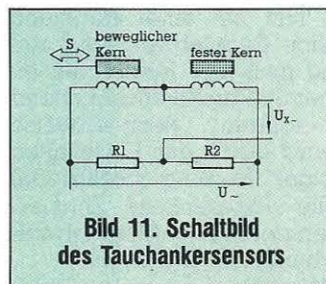 beweglicher
S Kern fester Kern
Ux~
R1 R2
U~
Bild 11. Schaltbild
des Tauchankersensors